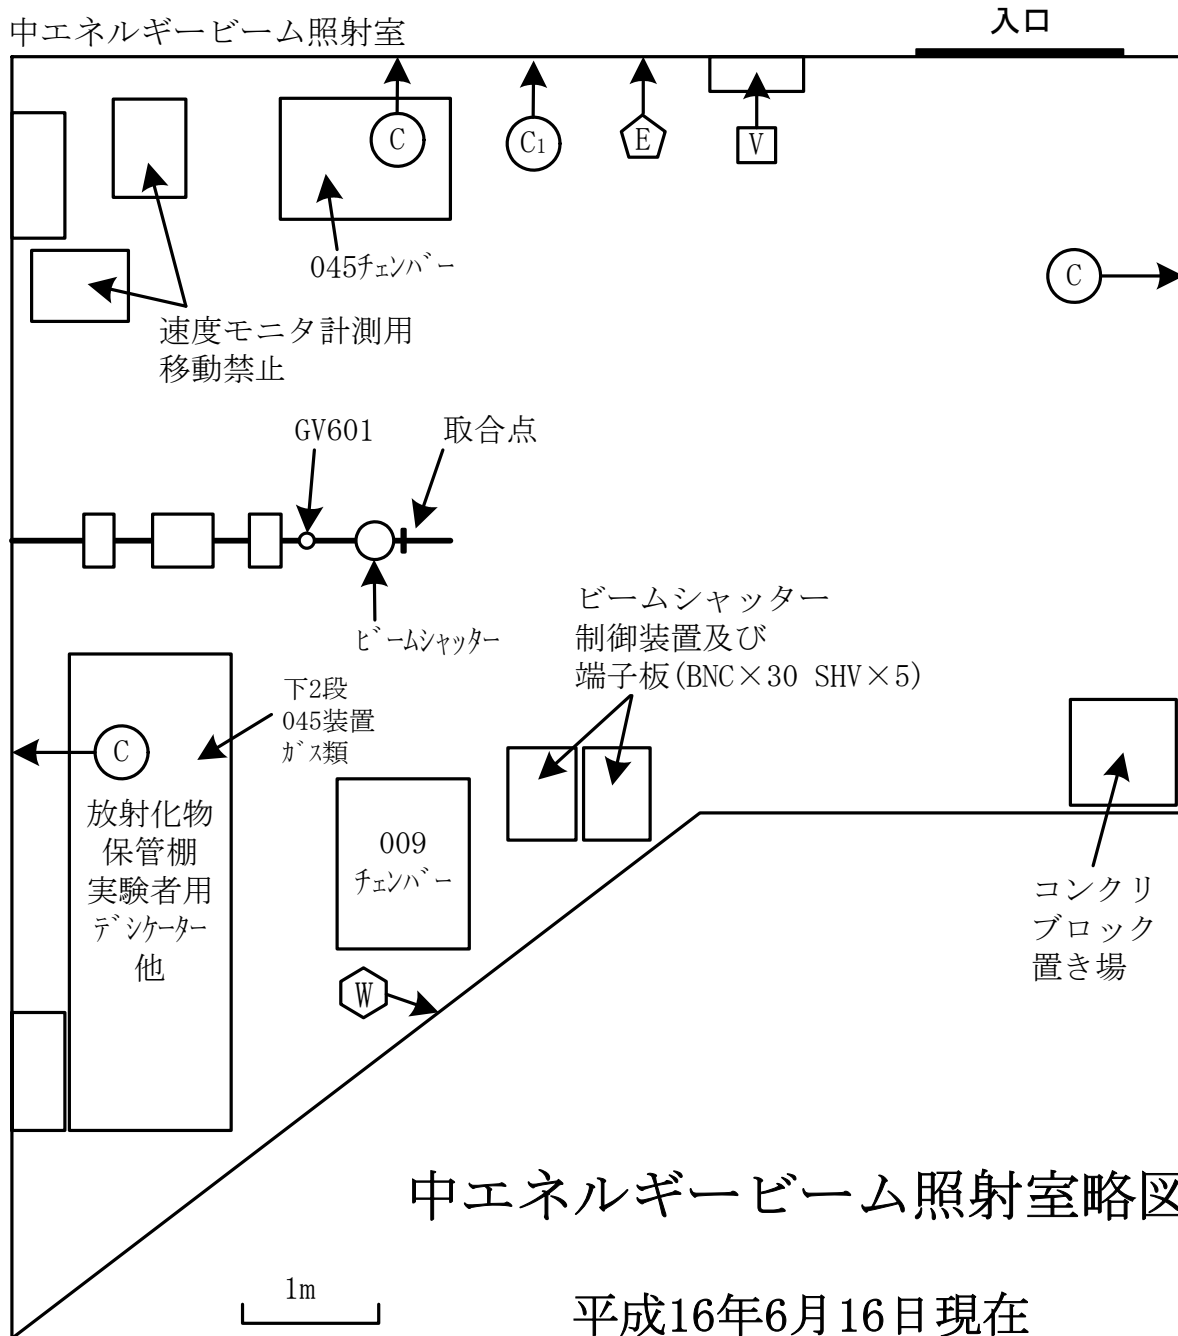 入口
中エネルギービーム照射室
C
C1
E
V
045チェンバー
C
速度モニタ計測用
移動禁止
GV601
取合点
ビームシャッター
ビームシャッター
制御装置及び
端子板(BNC×30 SHV×5)
下2段
045装置
ガス類
C
放射化物
保管棚
実験者用
デシケーター
他
009
チェンバー
W
コンクリ
ブロック
置き場
中エネルギービーム照射室略図
1m
平成16年6月16日現在